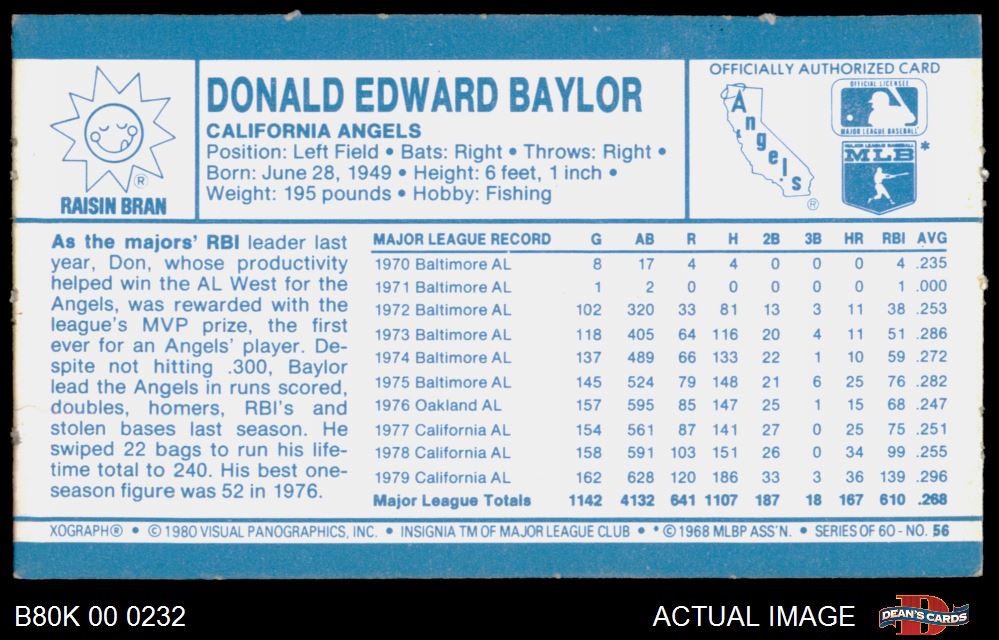 RAISIN BRAN
®
DONALD EDWARD BAYLOR
CALIFORNIA ANGELS
Position: Left Field • Bats: Right • Throws: Right •
Born: June 28, 1949 • Height: 6 feet, 1 inch •
Weight: 195 pounds • Hobby: Fishing
OFFICIALLY AUTHORIZED CARD
Angels
®
OFFICIAL LICENSEE
MAJOR LEAGUE BASEBALL
MAJOR LEAGUE BASEBALL
MLB *
PLAYERS
As the majors' RBI leader last
year, Don, whose productivity
helped win the AL West for the
Angels, was rewarded with the
league's MVP prize, the first
ever for an Angels' player. De-
spite not hitting .300, Baylor
lead the Angels in runs scored,
doubles, homers, RBI's and
stolen bases last season. He
swiped 22 bags to run his life-
time total to 240. His best one-
season figure was 52 in 1976.
MAJOR LEAGUE RECORD G AB R H 2B 3B HR RBI AVG
1970 Baltimore AL 8 17 4 4 0 0 0 4 .235
1971 Baltimore AL 1 2 0 0 0 0 0 1 .000
1972 Baltimore AL 102 320 33 81 13 3 11 38 .253
1973 Baltimore AL 118 405 64 116 20 4 11 51 .286
1974 Baltimore AL 137 489 66 133 22 1 10 59 .272
1975 Baltimore AL 145 524 79 148 21 6 25 76 .282
1976 Oakland AL 157 595 85 147 25 1 15 68 .247
1977 California AL 154 561 87 141 27 0 25 75 .251
1978 California AL 158 591 103 151 26 0 34 99 .255
1979 California AL 162 628 120 186 33 3 36 139 .296
Major League Totals 1142 4132 641 1107 187 18 167 610 .268
XOGRAPH® • © 1980 VISUAL PANOGRAPHICS, INC. • INSIGNIA TM OF MAJOR LEAGUE CLUB • * © 1968 MLBP ASS'N. • SERIES OF 60 - NO. 56
B80K 00 0232
ACTUAL IMAGE
DEAN'S CARDS